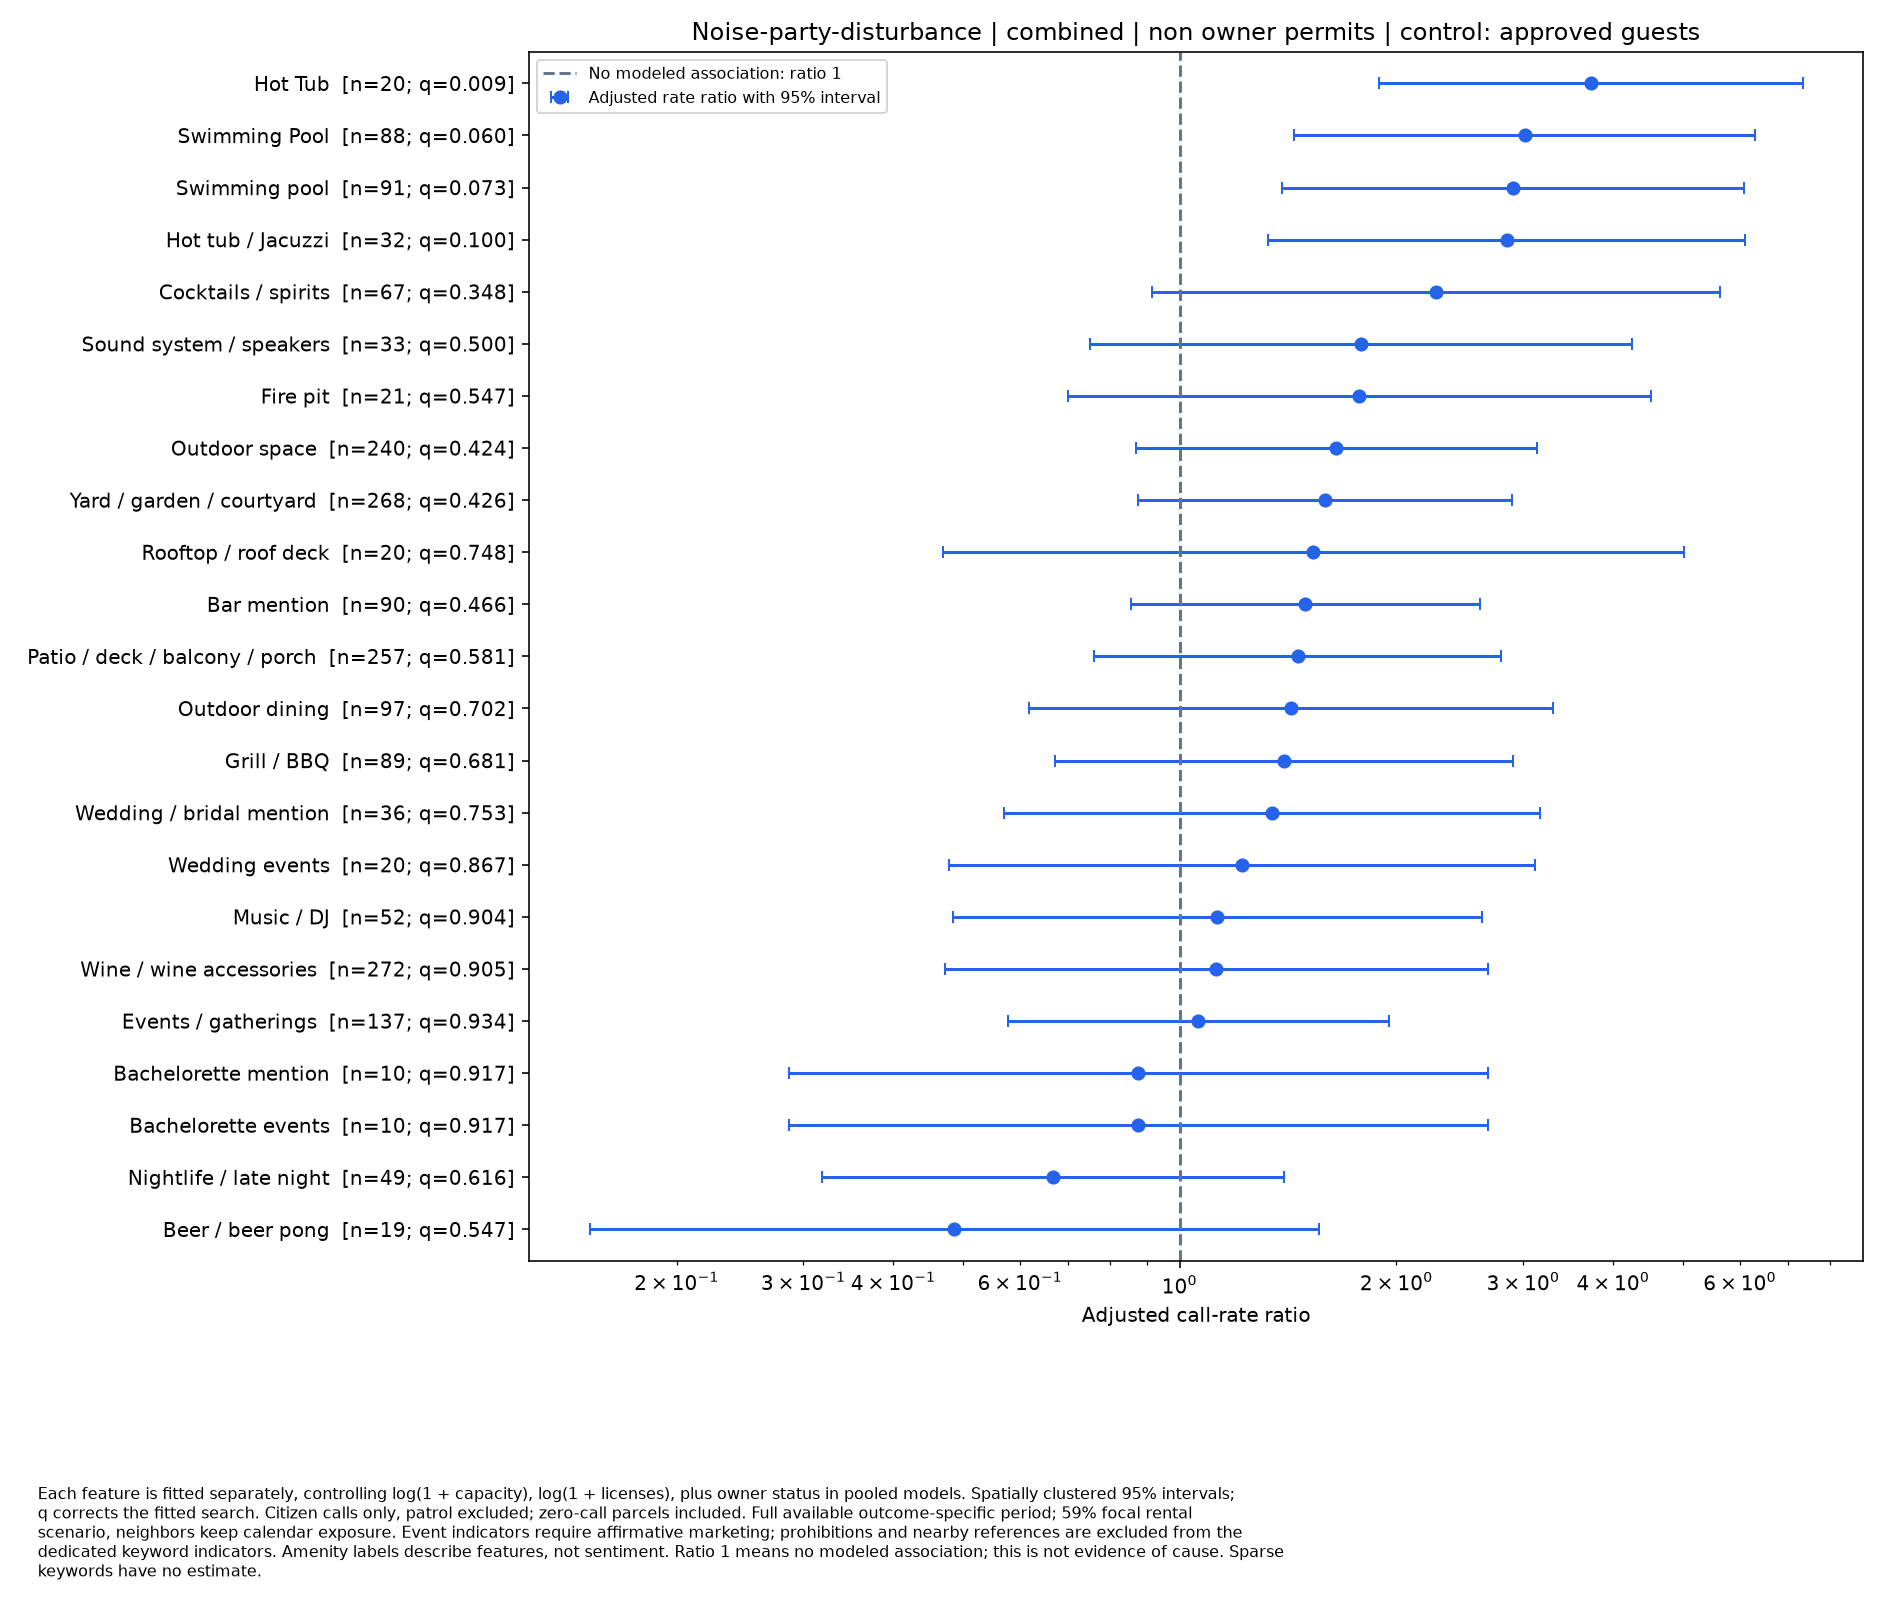 Noise-party-disturbance | combined | non owner permits | control: approved guests
No modeled association: ratio 1
Adjusted rate ratio with 95% interval
Hot Tub [n=20; q=0.009]
Swimming Pool [n=88; q=0.060]
Swimming pool [n=91; q=0.073]
Hot tub / Jacuzzi [n=32; q=0.100]
Cocktails / spirits [n=67; q=0.348]
Sound system / speakers [n=33; q=0.500]
Fire pit [n=21; q=0.547]
Outdoor space [n=240; q=0.424]
Yard / garden / courtyard [n=268; q=0.426]
Rooftop / roof deck [n=20; q=0.748]
Bar mention [n=90; q=0.466]
Patio / deck / balcony / porch [n=257; q=0.581]
Outdoor dining [n=97; q=0.702]
Grill / BBQ [n=89; q=0.681]
Wedding / bridal mention [n=36; q=0.753]
Wedding events [n=20; q=0.867]
Music / DJ [n=52; q=0.904]
Wine / wine accessories [n=272; q=0.905]
Events / gatherings [n=137; q=0.934]
Bachelorette mention [n=10; q=0.917]
Bachelorette events [n=10; q=0.917]
Nightlife / late night [n=49; q=0.616]
Beer / beer pong [n=19; q=0.547]
2 × 10⁻¹ 3 × 10⁻¹ 4 × 10⁻¹ 6 × 10⁻¹ 10⁰ 2 × 10⁰ 3 × 10⁰ 4 × 10⁰ 6 × 10⁰
Adjusted call-rate ratio
Each feature is fitted separately, controlling log(1 + capacity), log(1 + licenses), plus owner status in pooled models. Spatially clustered 95% intervals;
q corrects the fitted search. Citizen calls only, patrol excluded; zero-call parcels included. Full available outcome-specific period; 59% focal rental
scenario, neighbors keep calendar exposure. Event indicators require affirmative marketing; prohibitions and nearby references are excluded from the
dedicated keyword indicators. Amenity labels describe features, not sentiment. Ratio 1 means no modeled association; this is not evidence of cause. Sparse
keywords have no estimate.